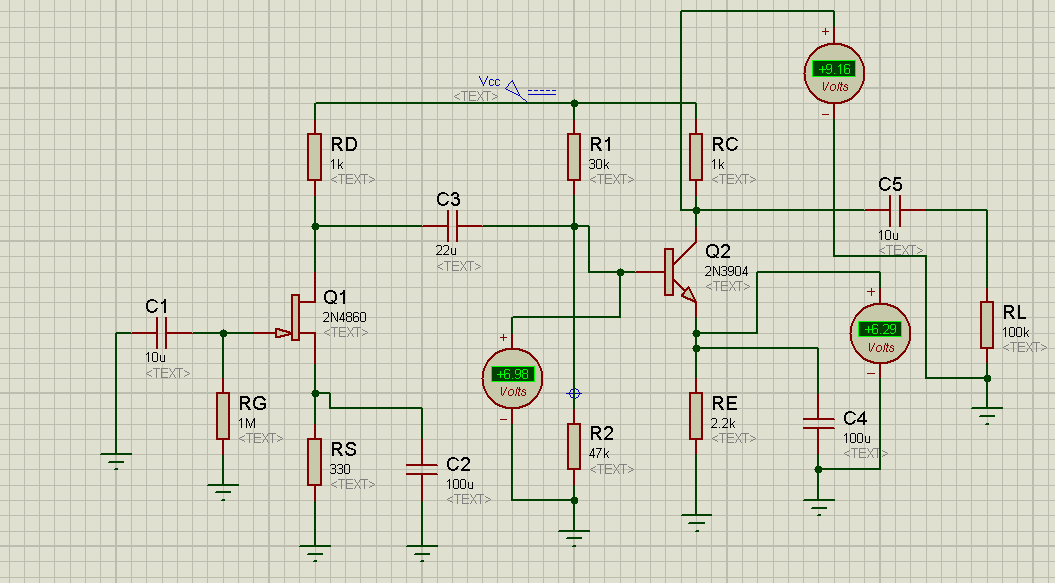 +9.16
Volts
Vcc
<TEXT>
RD
1k
<TEXT>
R1
30k
<TEXT>
RC
1k
<TEXT>
C5
10u
<TEXT>
C3
22u
<TEXT>
Q2
2N3904
<TEXT>
Q1
2N4860
<TEXT>
C1
10u
<TEXT>
+6.29
Volts
RL
100k
<TEXT>
+6.98
Volts
RG
1M
<TEXT>
RE
2.2k
<TEXT>
C4
100u
<TEXT>
R2
47k
<TEXT>
RS
330
<TEXT>
C2
100u
<TEXT>